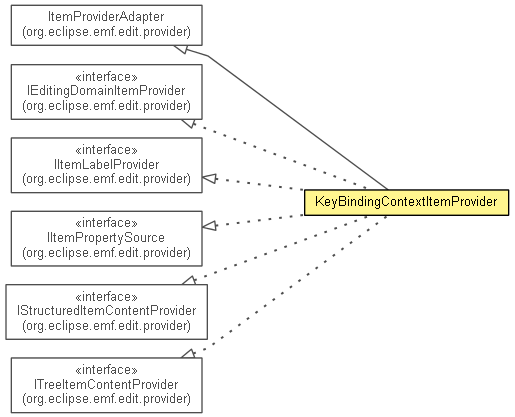 ItemProviderAdapter
(org.eclipse.emf.edit.provider)
«interface»
IEditingDomainItemProvider
(org.eclipse.emf.edit.provider)
«interface»
IItemLabelProvider
(org.eclipse.emf.edit.provider)
KeyBindingContextItemProvider
«interface»
IItemPropertySource
(org.eclipse.emf.edit.provider)
«interface»
IStructuredItemContentProvider
(org.eclipse.emf.edit.provider)
«interface»
ITreeItemContentProvider
(org.eclipse.emf.edit.provider)